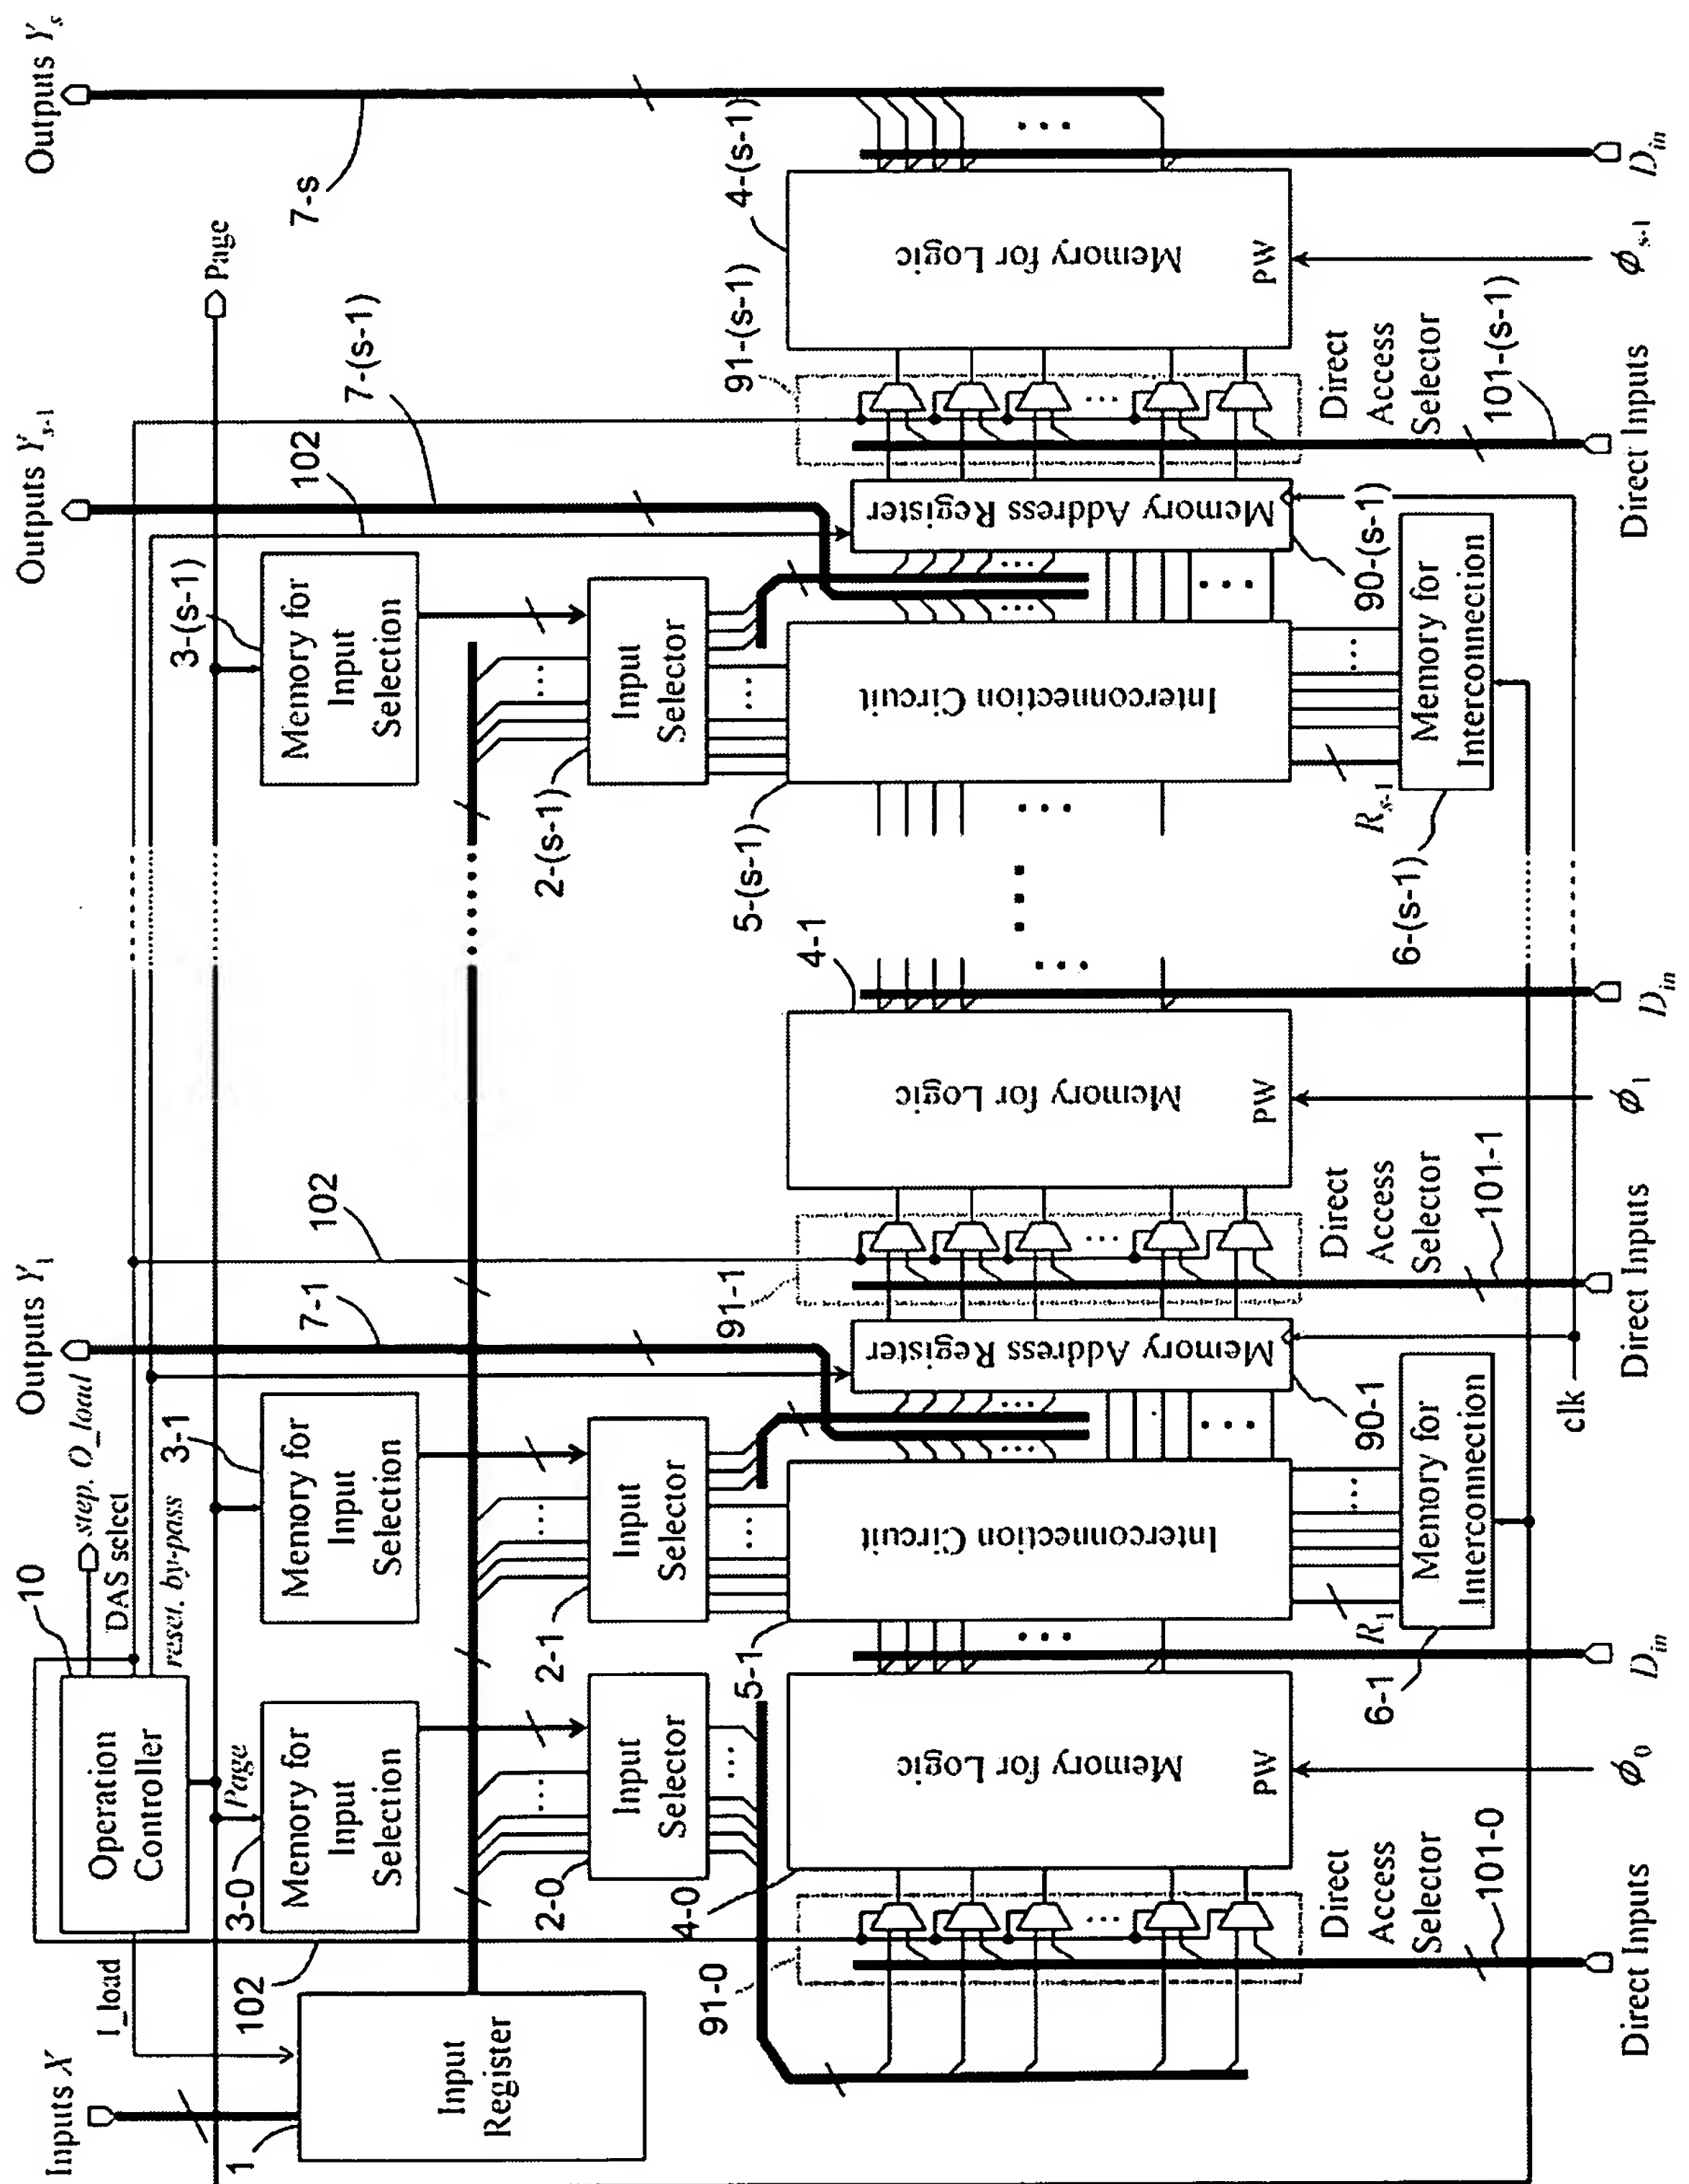 Inputs X
1
Input
Register
I_load
102
Operation
Controller
10
step, O_load
DAS select
reset, by-pass
Page
3-0
Memory for
Input
Selection
2-0
Input
Selector
91-0
4-0
Memory for Logic
PW
ϕ0
Direct
Access
Selector
101-0
Direct Inputs
Din
Outputs Y1
7-1
3-1
Memory for
Input
Selection
2-1
Input
Selector
5-1
Interconnection Circuit
R1
6-1
Memory for
Interconnection
Memory Address Register
90-1
clk
102
91-1
Direct
Access
Selector
101-1
Direct Inputs
4-1
Memory for Logic
PW
ϕ1
Din
Outputs Ys-1
102
7-(s-1)
3-(s-1)
Memory for
Input
Selection
2-(s-1)
Input
Selector
5-(s-1)
Interconnection Circuit
Rs-1
6-(s-1)
Memory for
Interconnection
Memory Address Register
90-(s-1)
91-(s-1)
Direct
Access
Selector
101-(s-1)
Direct Inputs
Page
4-(s-1)
Memory for Logic
PW
ϕs-1
Din
Outputs Ys
7-s